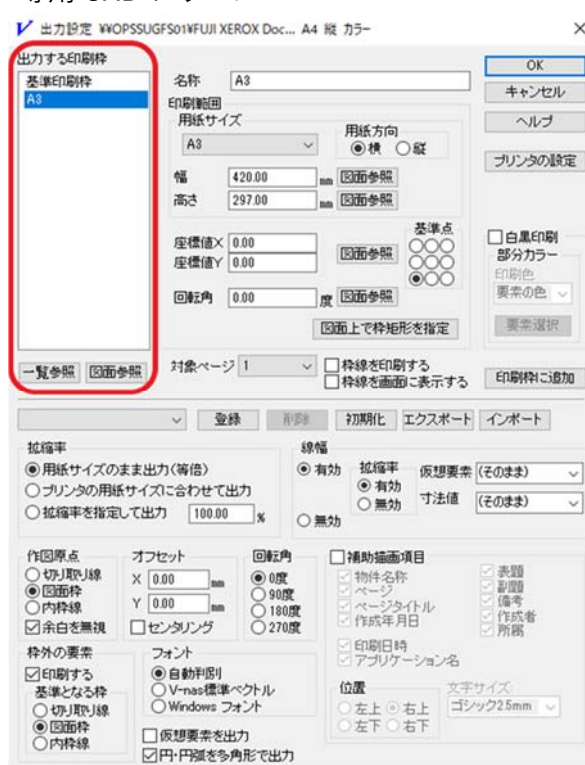 出力設定 ¥¥OPSSUGFS01¥FUJI XEROX Doc... A4 縦 カラー
出力する印刷枠
基準印刷枠
A3
一覧参照 図面参照
名称 A3
印刷範囲
用紙サイズ
A3
用紙方向
横 縦
幅 420.00 mm 図面参照
高さ 297.00 mm 図面参照
座標値X 0.00
座標値Y 0.00
図面参照
基準点
回転角 0.00 度 図面参照
図面上で枠矩形を指定
対象ページ 1
枠線を印刷する
枠線を画面に表示する
OK
キャンセル
ヘルプ
プリンタの設定
白黒印刷
部分カラー
印刷色
要素の色
要素選択
印刷枠に追加
登録 削除 初期化 エクスポート インポート
拡縮率
用紙サイズのまま出力(等倍)
プリンタの用紙サイズに合わせて出力
拡縮率を指定して出力 100.00 %
線幅
有効 拡縮率
有効
無効
無効
仮想要素 (そのまま)
寸法値 (そのまま)
作図原点
切り取り線
図面枠
内枠線
余白を無視
オフセット
X 0.00 mm
Y 0.00 mm
センタリング
回転角
0度
90度
180度
270度
補助描画項目
物件名称
ページ
ページタイトル
作成年月日
印刷日時
アプリケーション名
表題
副題
備考
作成者
所属
枠外の要素
印刷する
基準となる枠
切り取り線
図面枠
内枠線
フォント
自動判別
V-nas標準ベクトル
Windows フォント
仮想要素を出力
円・円弧を多角形で出力
位置
左上 右上
左下 右下
文字サイズ:
ゴシック2.5mm